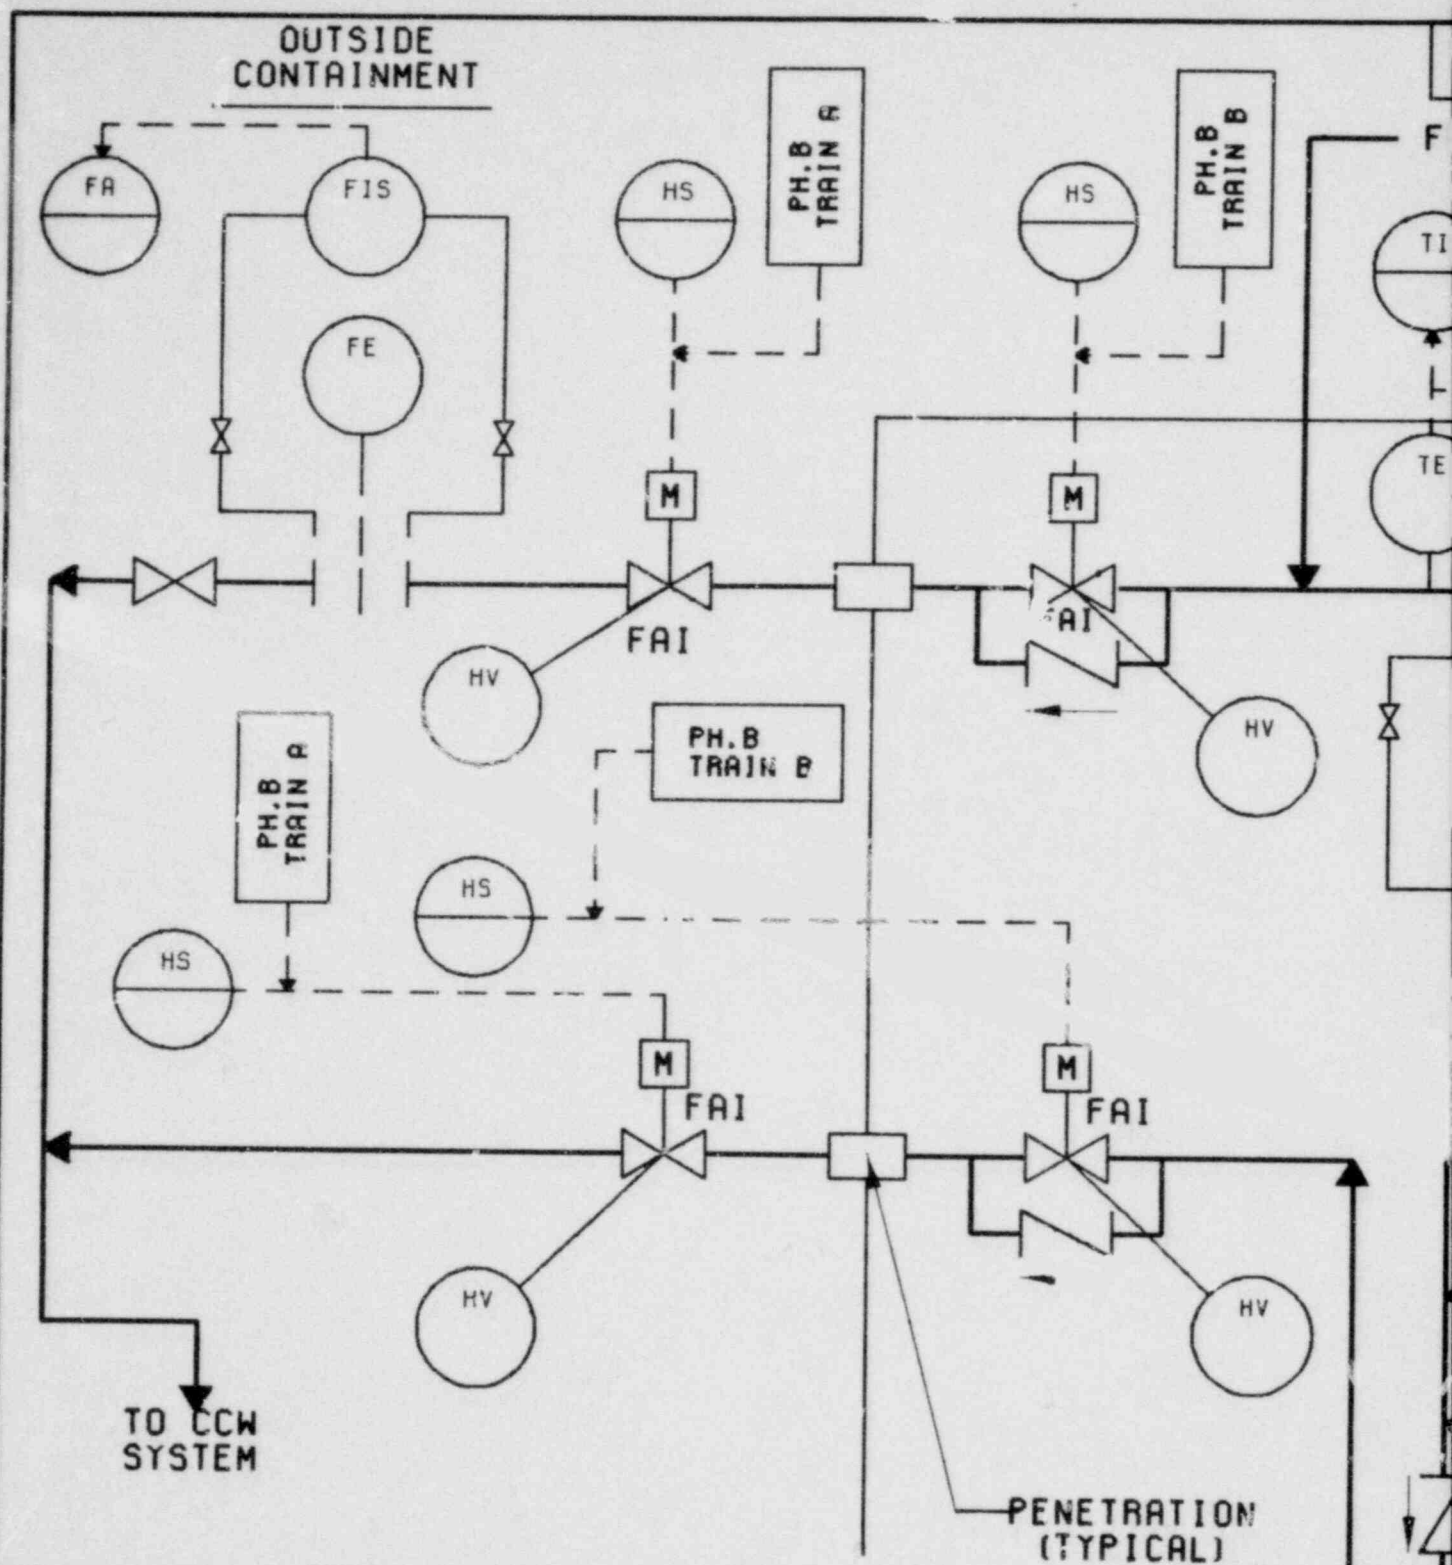 OUTSIDE
CONTAINMENT
FA
FIS
HS
PH.B
TRAIN A
HS
PH.B
TRAIN B
F
TI
FE
TE
M
M
FAI
FAI
HV
HV
PH.B
TRAIN B
PH.B
TRAIN A
HS
HS
M
FAI
M
FAI
HV
HV
TO CCW
SYSTEM
PENETRATION
(TYPICAL)